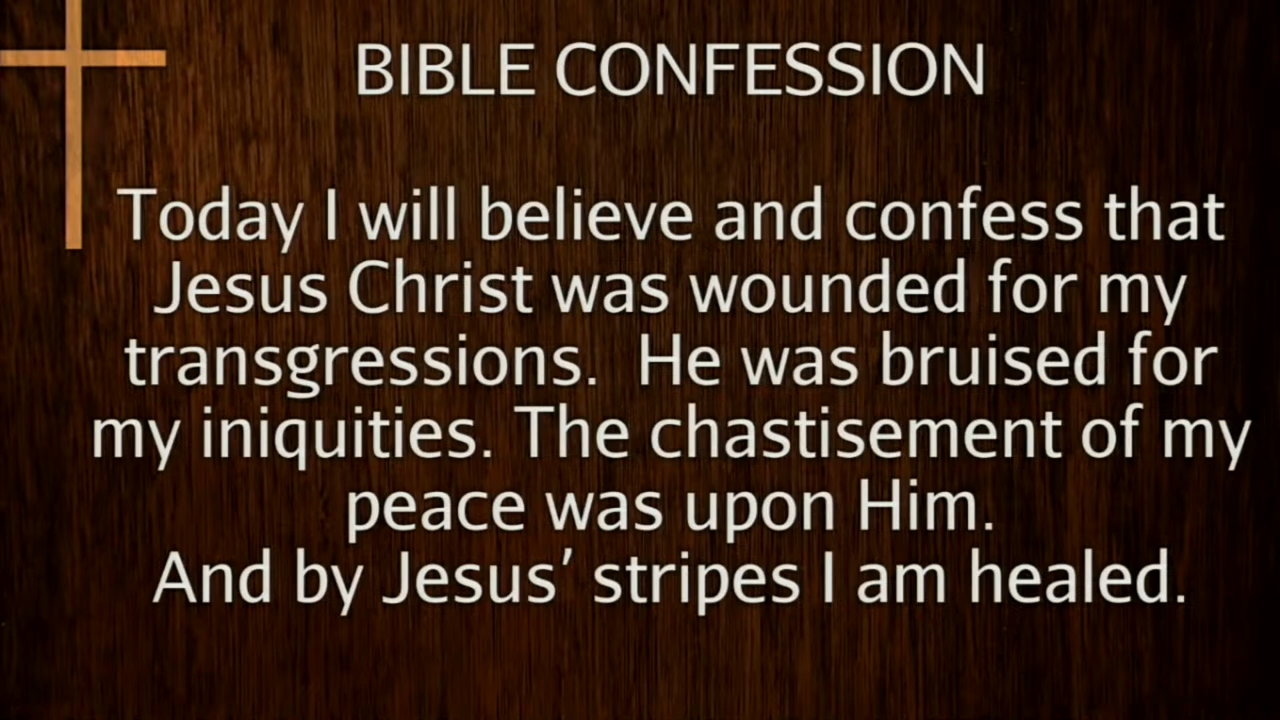 BIBLE CONFESSION
Today I will believe and confess that
Jesus Christ was wounded for my
transgressions.  He was bruised for
my iniquities. The chastisement of my
peace was upon Him.
And by Jesus’ stripes I am healed.